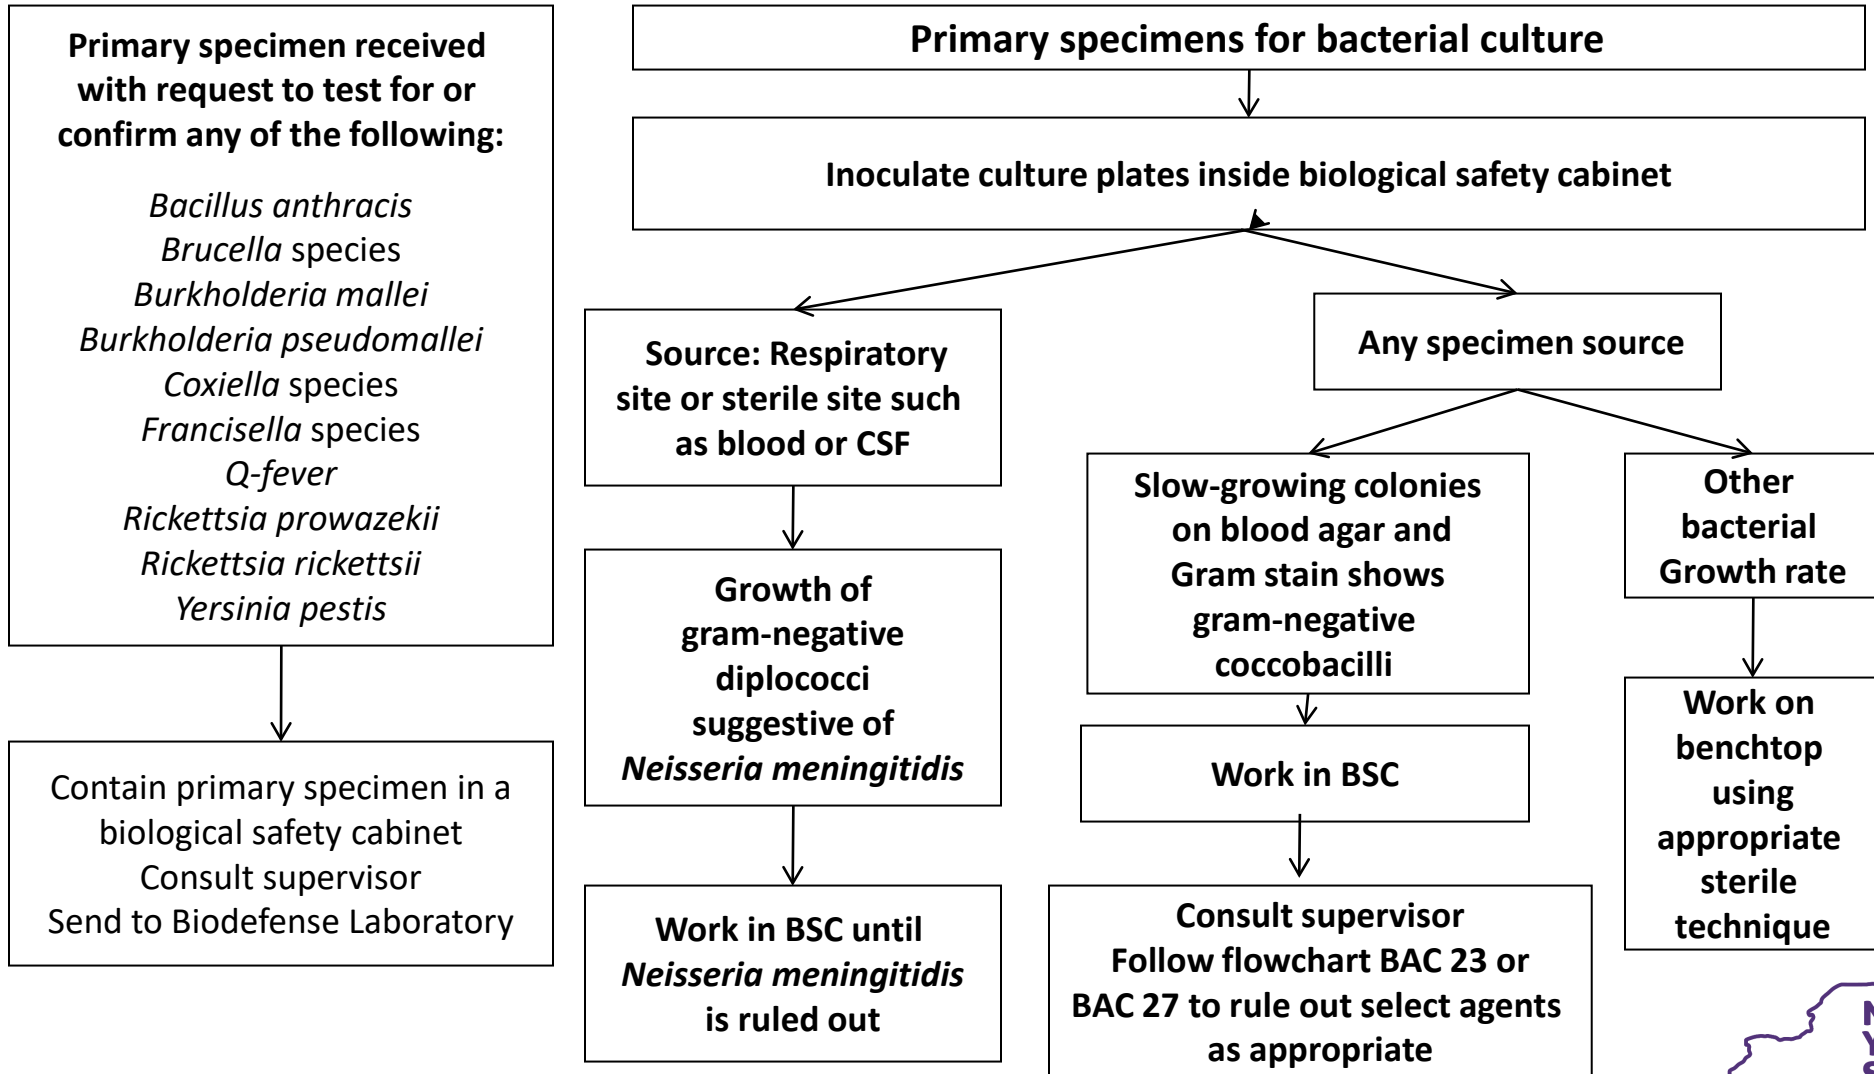 Primary specimen received
with request to test for or
confirm any of the following:
Bacillus anthracis
Brucella species
Burkholderia mallei
Burkholderia pseudomallei
Coxiella species
Francisella species
Q-fever
Rickettsia prowazekii
Rickettsia rickettsii
Yersinia pestis
Contain primary specimen in a
biological safety cabinet
Consult supervisor
Send to Biodefense Laboratory
Primary specimens for bacterial culture
Inoculate culture plates inside biological safety cabinet
Source: Respiratory
site or sterile site such
as blood or CSF
Growth of
gram-negative
diplococci
suggestive of
Neisseria meningitidis
Work in BSC until
Neisseria meningitidis
is ruled out
Any specimen source
Slow-growing colonies
on blood agar and
Gram stain shows
gram-negative
coccobacilli
Work in BSC
Consult supervisor
Follow flowchart BAC 23 or
BAC 27 to rule out select agents
as appropriate
Other
bacterial
Growth rate
Work on
benchtop
using
appropriate
sterile
technique